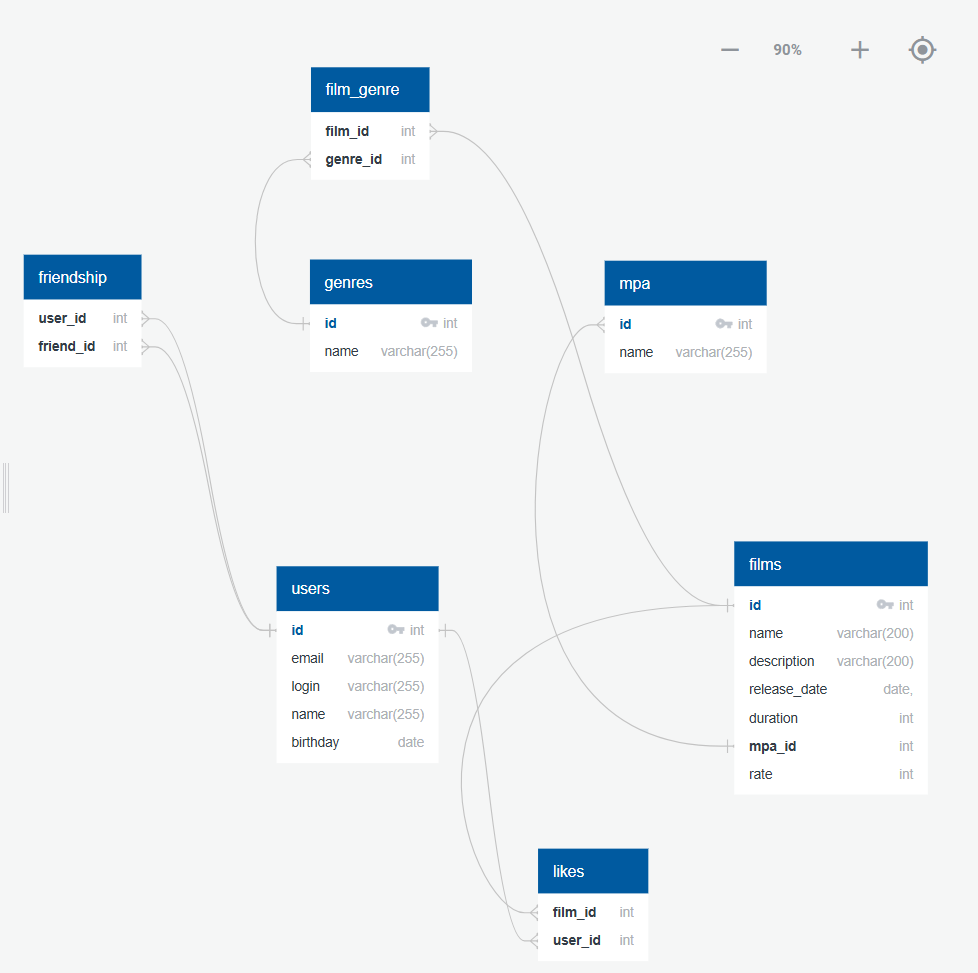 90%
film_genre
film_id int
genre_id int
friendship
user_id int
friend_id int
genres
id int
name varchar(255)
mpa
id int
name varchar(255)
users
id int
email varchar(255)
login varchar(255)
name varchar(255)
birthday date
films
id int
name varchar(200)
description varchar(200)
release_date date,
duration int
mpa_id int
rate int
likes
film_id int
user_id int